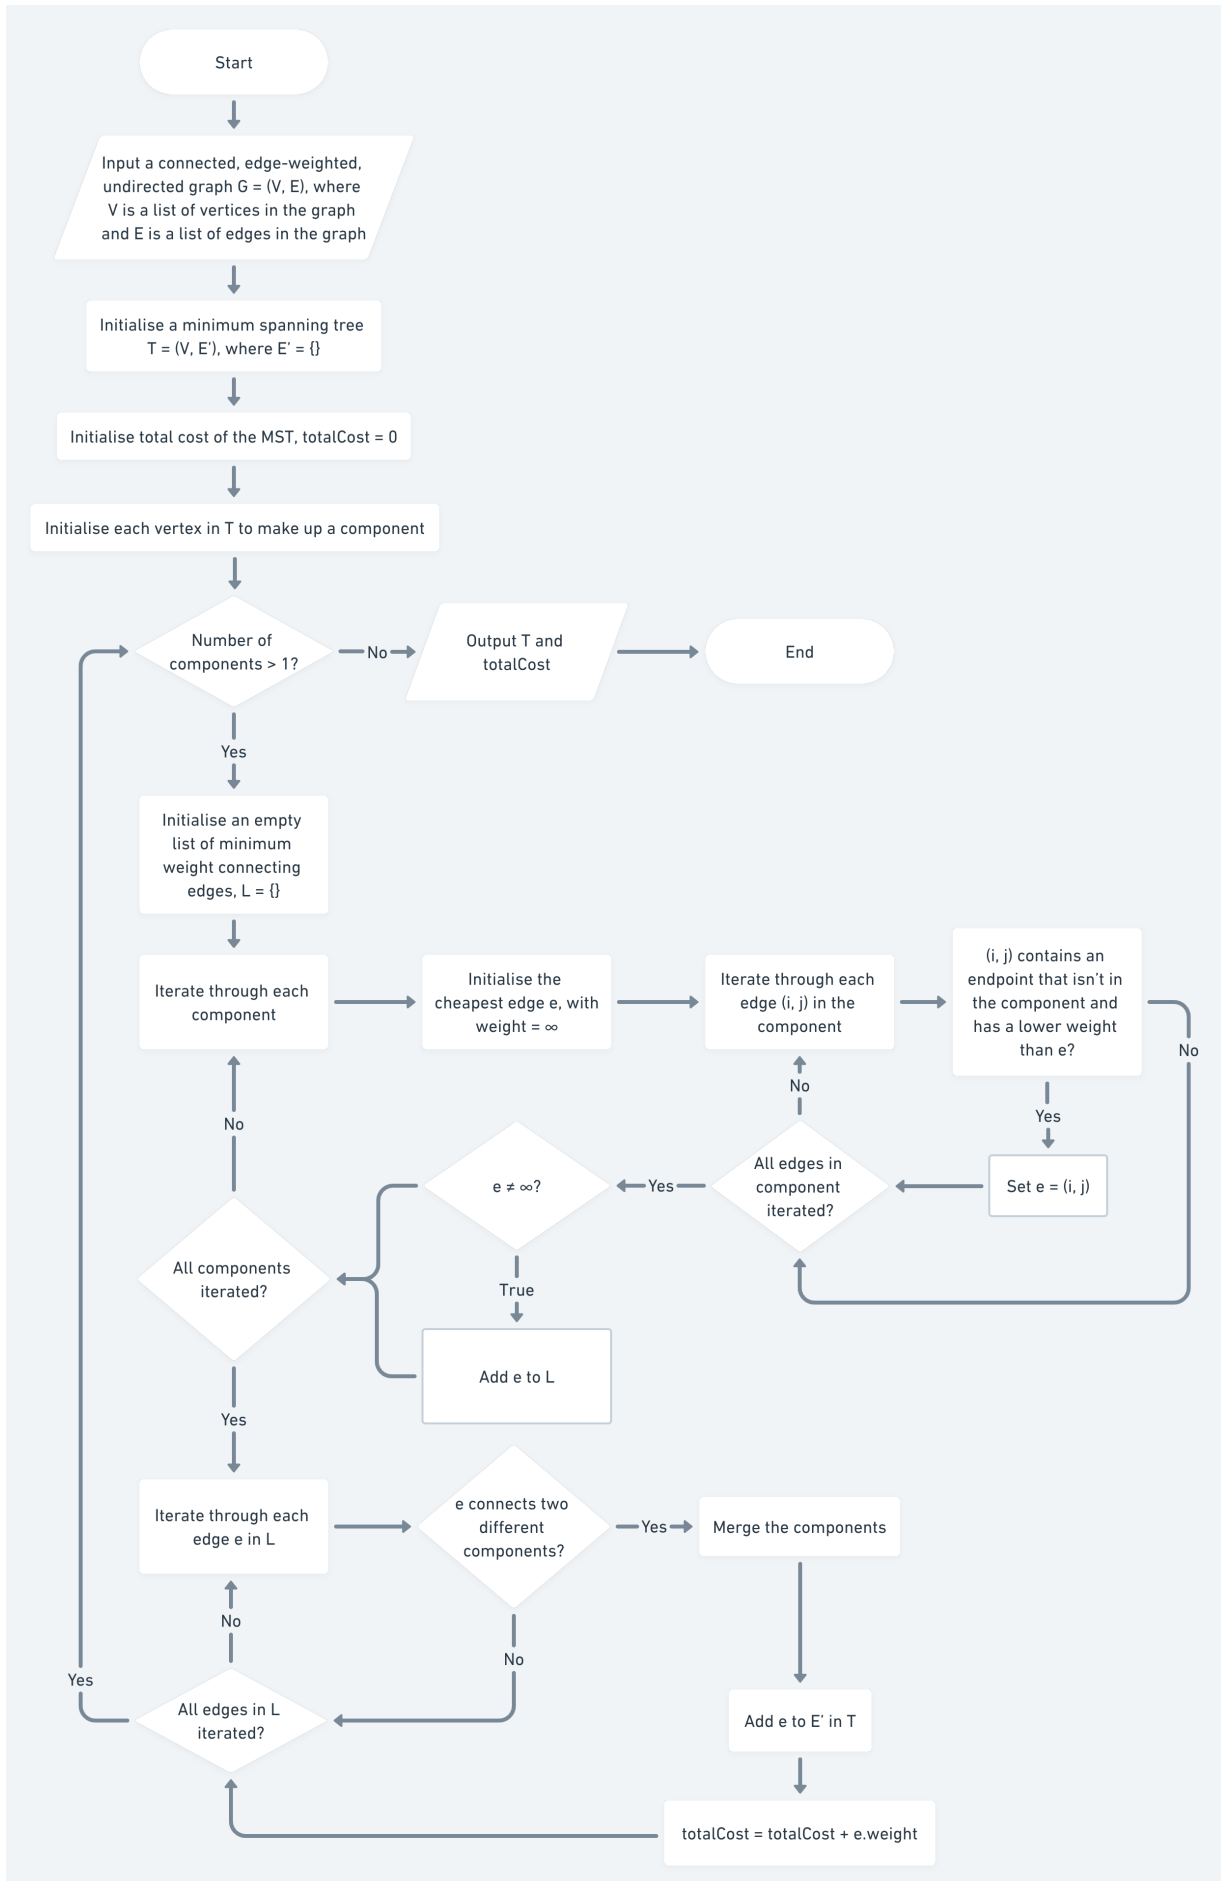 Start
Input a connected, edge-weighted,
undirected graph G = (V, E), where
V is a list of vertices in the graph
and E is a list of edges in the graph
Initialise a minimum spanning tree
T = (V, E’), where E’ = {}
Initialise total cost of the MST, totalCost = 0
Initialise each vertex in T to make up a component
Number of
components > 1?
No
Output T and
totalCost
End
Yes
Initialise an empty
list of minimum
weight connecting
edges, L = {}
Iterate through each
component
Initialise the
cheapest edge e, with
weight = ∞
Iterate through each
edge (i, j) in the
component
(i, j) contains an
endpoint that isn’t in
the component and
has a lower weight
than e?
No
Yes
Set e = (i, j)
No
All edges in
component
iterated?
Yes
e ≠ ∞?
True
Add e to L
No
All components
iterated?
Yes
Iterate through each
edge e in L
e connects two
different
components?
Yes
Merge the components
No
No
Add e to E’ in T
totalCost = totalCost + e.weight
All edges in L
iterated?
Yes